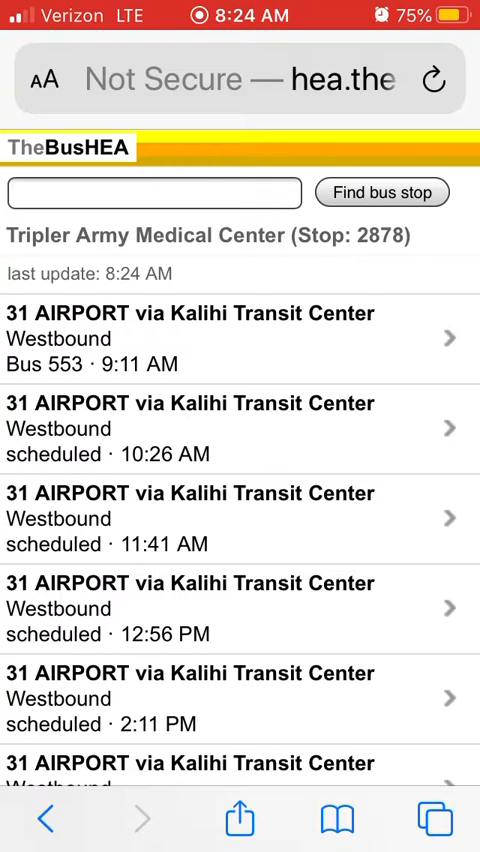 Verizon LTE 8:24 AM 75%
AA Not Secure — hea.the
TheBusHEA
Find bus stop
Tripler Army Medical Center (Stop: 2878)
last update: 8:24 AM
31 AIRPORT via Kalihi Transit Center
Westbound
Bus 553 · 9:11 AM
31 AIRPORT via Kalihi Transit Center
Westbound
scheduled · 10:26 AM
31 AIRPORT via Kalihi Transit Center
Westbound
scheduled · 11:41 AM
31 AIRPORT via Kalihi Transit Center
Westbound
scheduled · 12:56 PM
31 AIRPORT via Kalihi Transit Center
Westbound
scheduled · 2:11 PM
31 AIRPORT via Kalihi Transit Center
Westbound